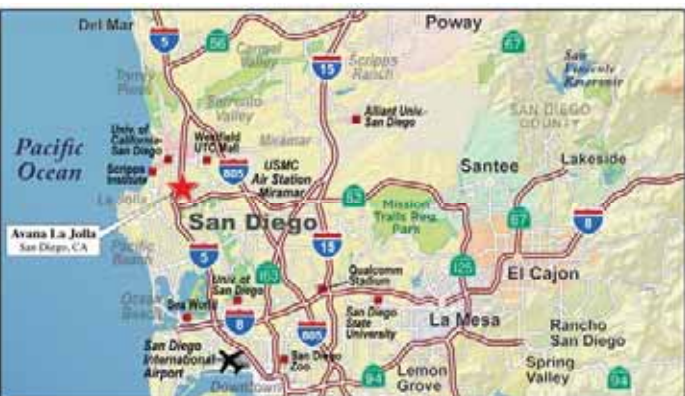 Del Mar
5
56
Carmel
Valley
15
Poway
67
San
Vincente
Reservoir
Torrey
Pines
Scripps
Ranch
Sorrento
Valley
Alliant Univ.-
San Diego
SAN DIEGO
COUNTY
Pacific
Ocean
Univ. of
California-
San Diego
Westfield
UTC Mall
Miramar
Scripps
Institute
805
USMC
Air Station
Miramar
Santee
Lakeside
La Jolla
52
Mission
Trails Reg.
Park
67
8
Avana La Jolla
San Diego, CA
San Diego
Pacific
Beach
5
15
163
125
El Cajon
Qualcomm
Stadium
Univ. of
San Diego
Ocean
Beach
Sea World
8
805
San Diego
State
University
La Mesa
Rancho
San Diego
San Diego
International
Airport
San Diego
Zoo
Downtown
94
Lemon
Grove
Spring
Valley
94